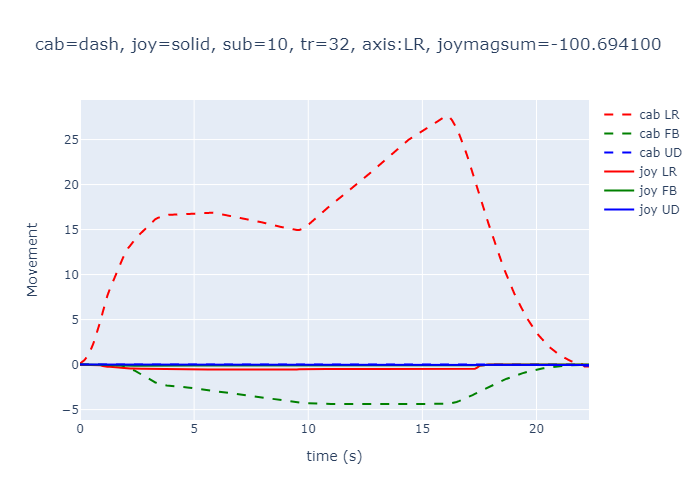 cab=dash, joy=solid, sub=10, tr=32, axis:LR, joymagsum=-100.694100
cab LR
cab FB
cab UD
joy LR
joy FB
joy UD
25
20
15
10
5
0
−5
Movement
0 5 10 15 20
time (s)